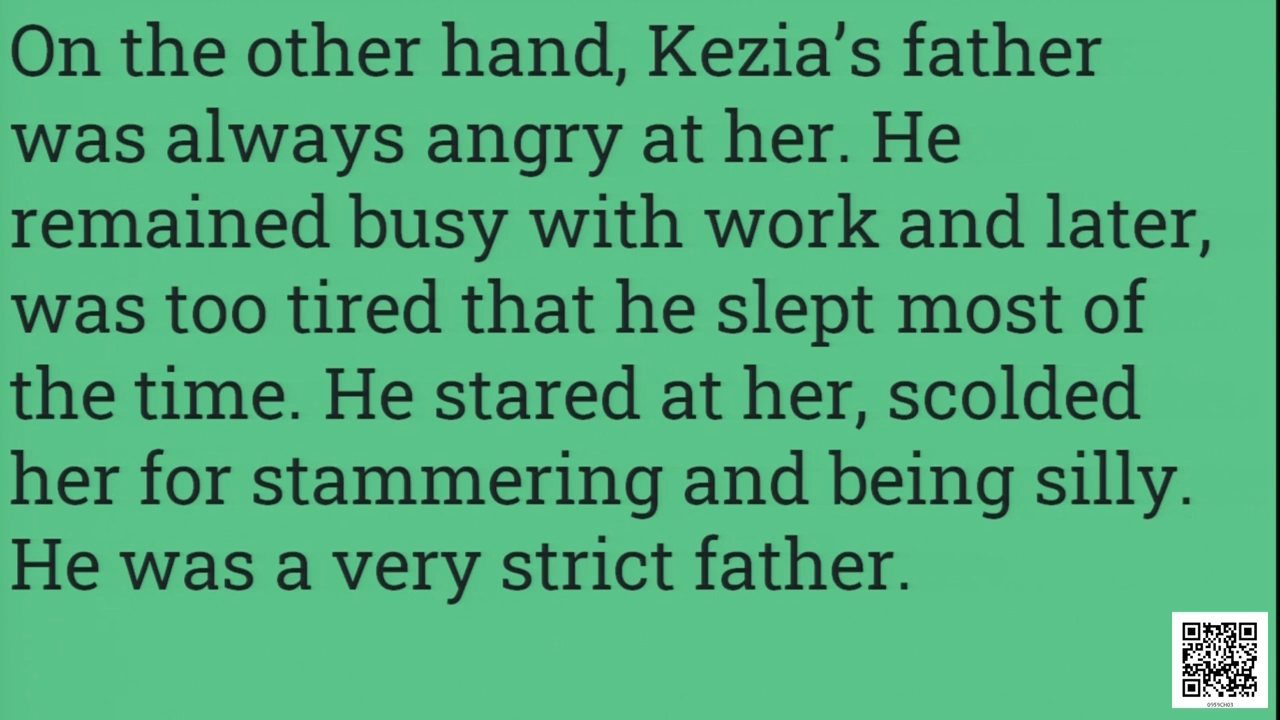 On the other hand, Kezia’s father
was always angry at her. He
remained busy with work and later,
was too tired that he slept most of
the time. He stared at her, scolded
her for stammering and being silly.
He was a very strict father.
0959CH03